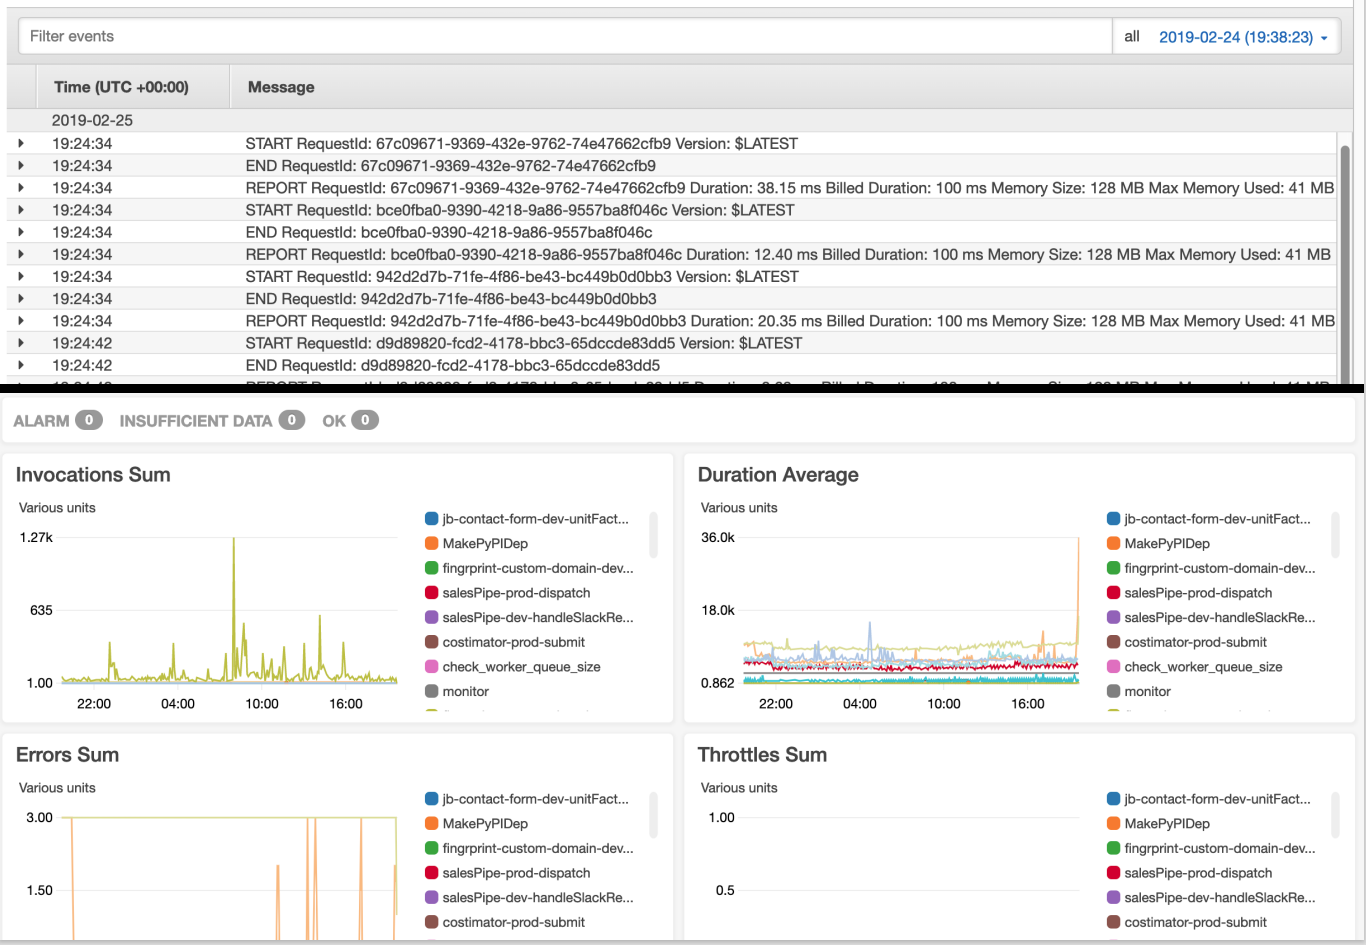 Filter events
all 2019-02-24 (19:38:23)
Time (UTC +00:00) Message
2019-02-25
19:24:34 START RequestId: 67c09671-9369-432e-9762-74e47662cfb9 Version: $LATEST
19:24:34 END RequestId: 67c09671-9369-432e-9762-74e47662cfb9
19:24:34 REPORT RequestId: 67c09671-9369-432e-9762-74e47662cfb9 Duration: 38.15 ms Billed Duration: 100 ms Memory Size: 128 MB Max Memory Used: 41 MB
19:24:34 START RequestId: bce0fba0-9390-4218-9a86-9557ba8f046c Version: $LATEST
19:24:34 END RequestId: bce0fba0-9390-4218-9a86-9557ba8f046c
19:24:34 REPORT RequestId: bce0fba0-9390-4218-9a86-9557ba8f046c Duration: 12.40 ms Billed Duration: 100 ms Memory Size: 128 MB Max Memory Used: 41 MB
19:24:34 START RequestId: 942d2d7b-71fe-4f86-be43-bc449b0d0bb3 Version: $LATEST
19:24:34 END RequestId: 942d2d7b-71fe-4f86-be43-bc449b0d0bb3
19:24:34 REPORT RequestId: 942d2d7b-71fe-4f86-be43-bc449b0d0bb3 Duration: 20.35 ms Billed Duration: 100 ms Memory Size: 128 MB Max Memory Used: 41 MB
19:24:42 START RequestId: d9d89820-fcd2-4178-bbc3-65dccde83dd5 Version: $LATEST
19:24:42 END RequestId: d9d89820-fcd2-4178-bbc3-65dccde83dd5
ALARM 0 INSUFFICIENT DATA 0 OK 0
Invocations Sum
Various units
1.27k
635
1.00
22:00 04:00 10:00 16:00
jb-contact-form-dev-unitFact...
MakePyPIDep
fingrprint-custom-domain-dev...
salesPipe-prod-dispatch
salesPipe-dev-handleSlackRe...
costimator-prod-submit
check_worker_queue_size
monitor
Duration Average
Various units
36.0k
18.0k
0.862
22:00 04:00 10:00 16:00
jb-contact-form-dev-unitFact...
MakePyPIDep
fingrprint-custom-domain-dev...
salesPipe-prod-dispatch
salesPipe-dev-handleSlackRe...
costimator-prod-submit
check_worker_queue_size
monitor
Errors Sum
Various units
3.00
1.50
jb-contact-form-dev-unitFact...
MakePyPIDep
fingrprint-custom-domain-dev...
salesPipe-prod-dispatch
salesPipe-dev-handleSlackRe...
costimator-prod-submit
Throttles Sum
Various units
1.00
0.5
jb-contact-form-dev-unitFact...
MakePyPIDep
fingrprint-custom-domain-dev...
salesPipe-prod-dispatch
salesPipe-dev-handleSlackRe...
costimator-prod-submit